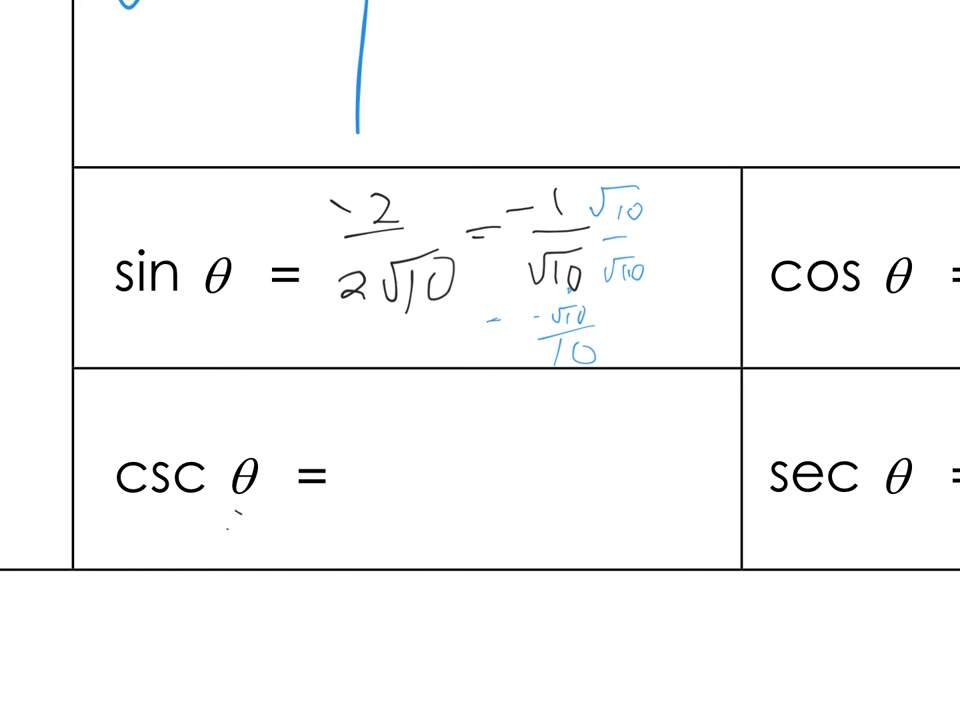 sin θ = -2/2√10 = -1/√10 √10/√10
= -√10/10
cos θ =
csc θ =
sec θ =